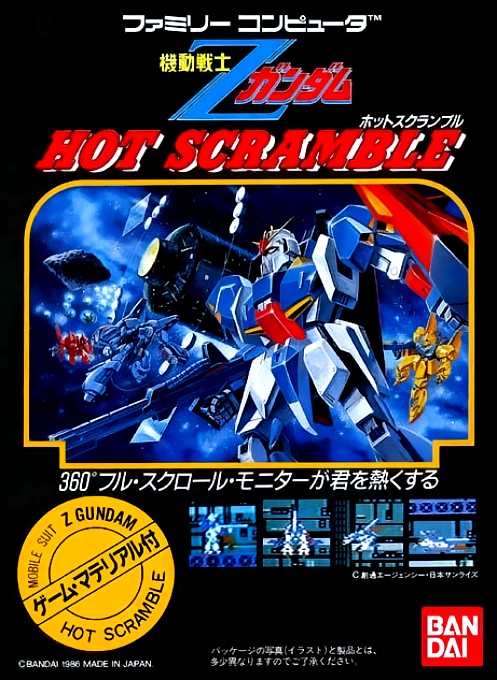 ファミリー コンピュータ™
機動戦士
Zガンダム
ホットスクランブル
HOT SCRAMBLE
360°フル・スクロール・モニターが君を熱くする
MOBILE SUIT Z GUNDAM
ゲーム・マテリアル付
HOT SCRAMBLE
C 創通エージェンシー・日本サンライズ
BAN
DAI
パッケージの写真(イラスト)と製品とは、
多少異なりますのでご了承ください。
©BANDAI 1986 MADE IN JAPAN.